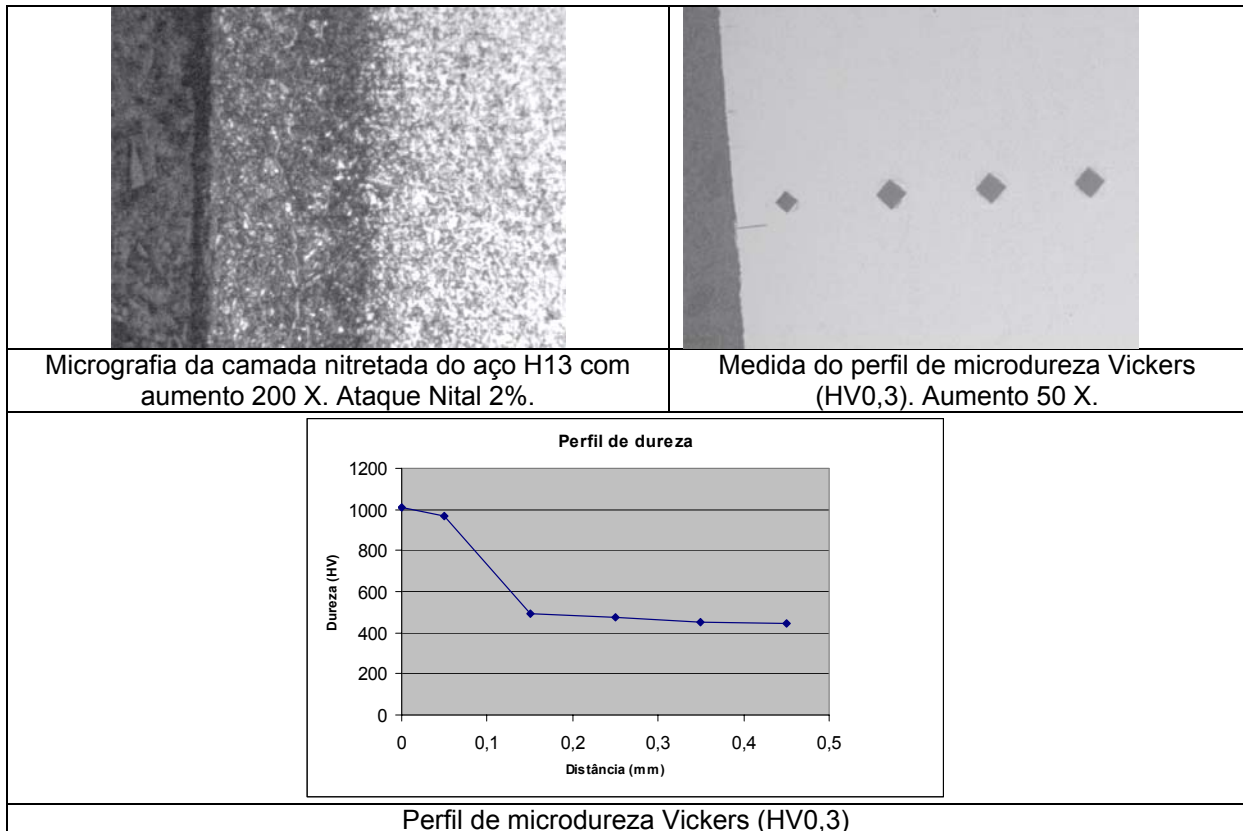 Micrografia da camada nitretada do aço H13 com
aumento 200 X. Ataque Nital 2%.
Medida do perfil de microdureza Vickers
(HV0,3). Aumento 50 X.
Perfil de dureza
Dureza (HV)
1200
1000
800
600
400
200
0
0 0,1 0,2 0,3 0,4 0,5
Distância (mm)
Perfil de microdureza Vickers (HV0,3)